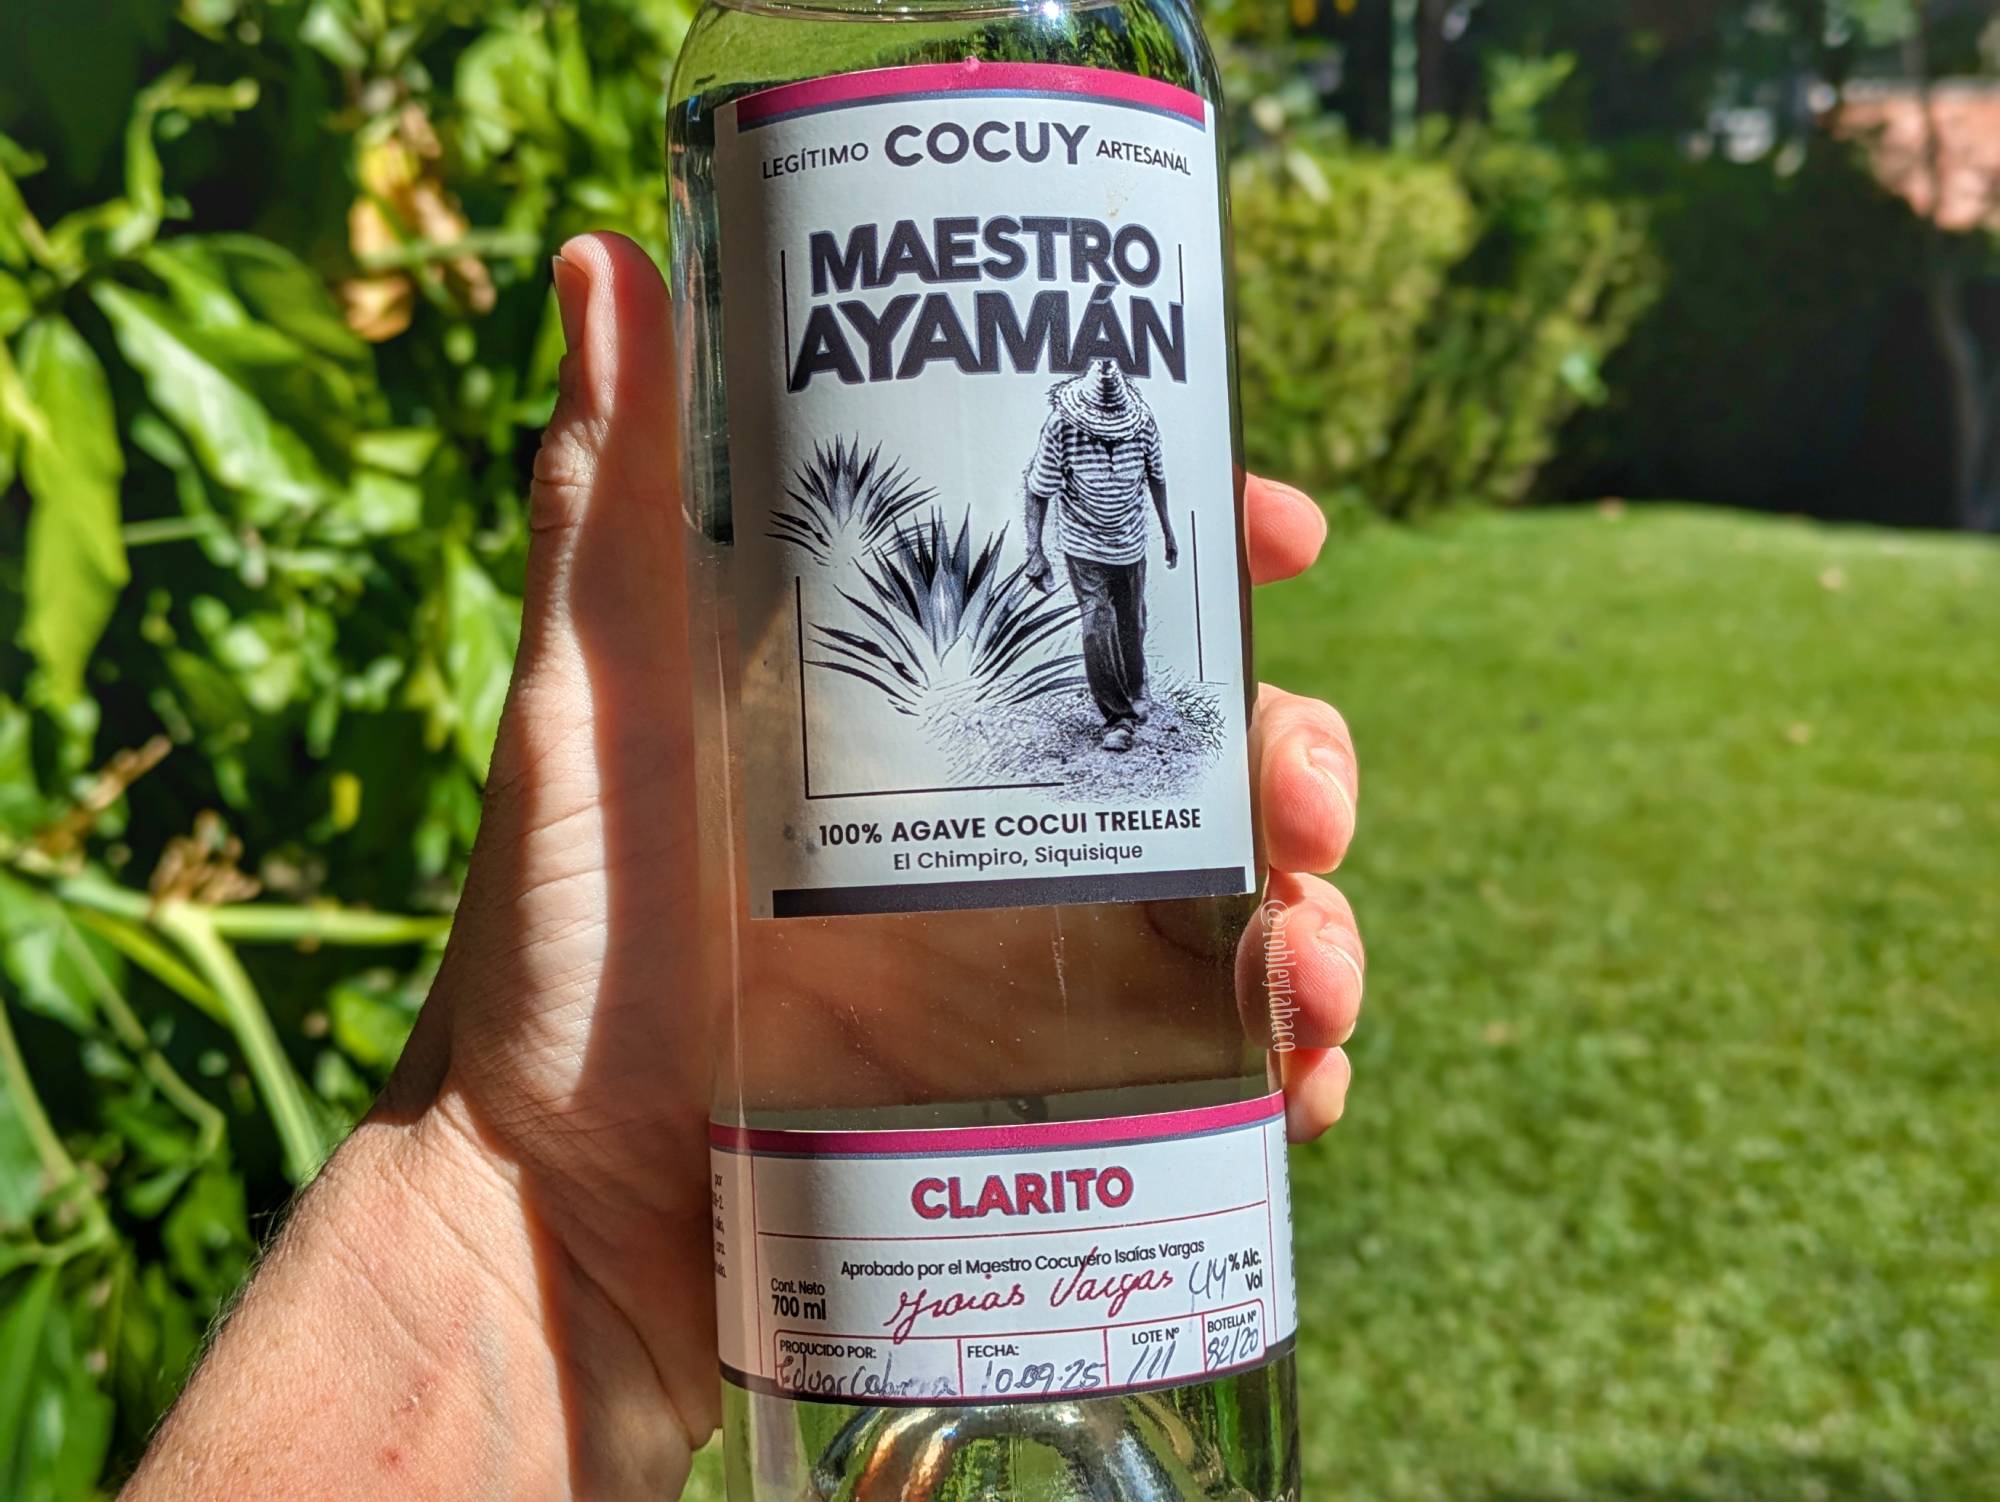 LEGÍTIMO COCUY ARTESANAL
MAESTRO
AYAMÁN
100% AGAVE COCUI TRELEASE
El Chimpiro, Siquisique
@robleytabaco
CLARITO
Aprobado por el Maestro Cocuyero Isaías Vargas
Cont. Neto
700 ml
Isaias Vargas
44% Alc.
Vol
PRODUCIDO POR:
FECHA:
10.09.25
LOTE Nº
BOTELLA Nº
por